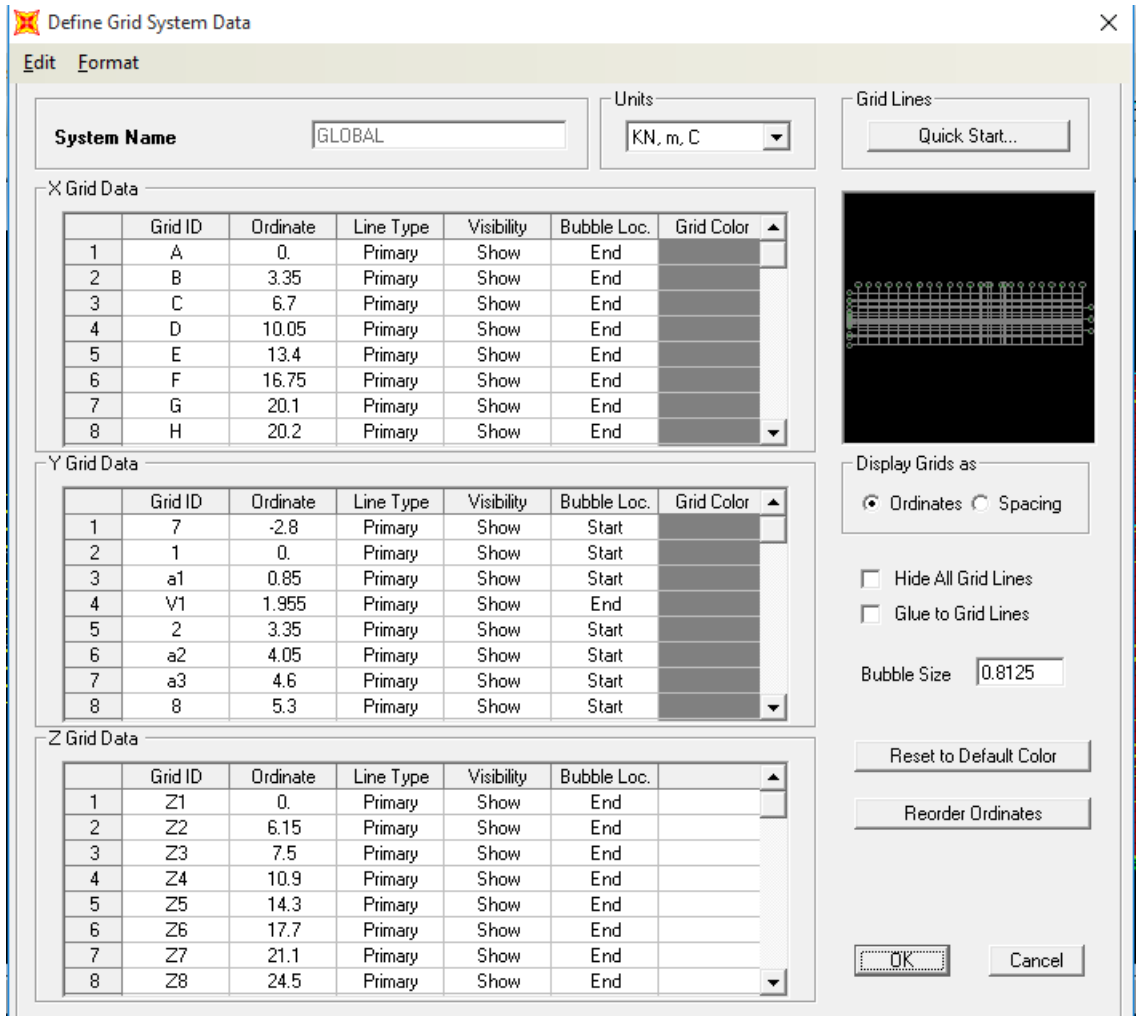 Define Grid System Data
Edit Format
System Name GLOBAL
Units
KN, m, C
Grid Lines
Quick Start...
X Grid Data
Grid ID Ordinate Line Type Visibility Bubble Loc. Grid Color
1 A 0. Primary Show End
2 B 3.35 Primary Show End
3 C 6.7 Primary Show End
4 D 10.05 Primary Show End
5 E 13.4 Primary Show End
6 F 16.75 Primary Show End
7 G 20.1 Primary Show End
8 H 20.2 Primary Show End
Y Grid Data
Grid ID Ordinate Line Type Visibility Bubble Loc. Grid Color
1 7 -2.8 Primary Show Start
2 1 0. Primary Show Start
3 a1 0.85 Primary Show Start
4 V1 1.955 Primary Show End
5 2 3.35 Primary Show Start
6 a2 4.05 Primary Show Start
7 a3 4.6 Primary Show Start
8 8 5.3 Primary Show Start
Display Grids as
Ordinates Spacing
Hide All Grid Lines
Glue to Grid Lines
Bubble Size 0.8125
Z Grid Data
Grid ID Ordinate Line Type Visibility Bubble Loc.
1 Z1 0. Primary Show End
2 Z2 6.15 Primary Show End
3 Z3 7.5 Primary Show End
4 Z4 10.9 Primary Show End
5 Z5 14.3 Primary Show End
6 Z6 17.7 Primary Show End
7 Z7 21.1 Primary Show End
8 Z8 24.5 Primary Show End
Reset to Default Color
Reorder Ordinates
OK Cancel